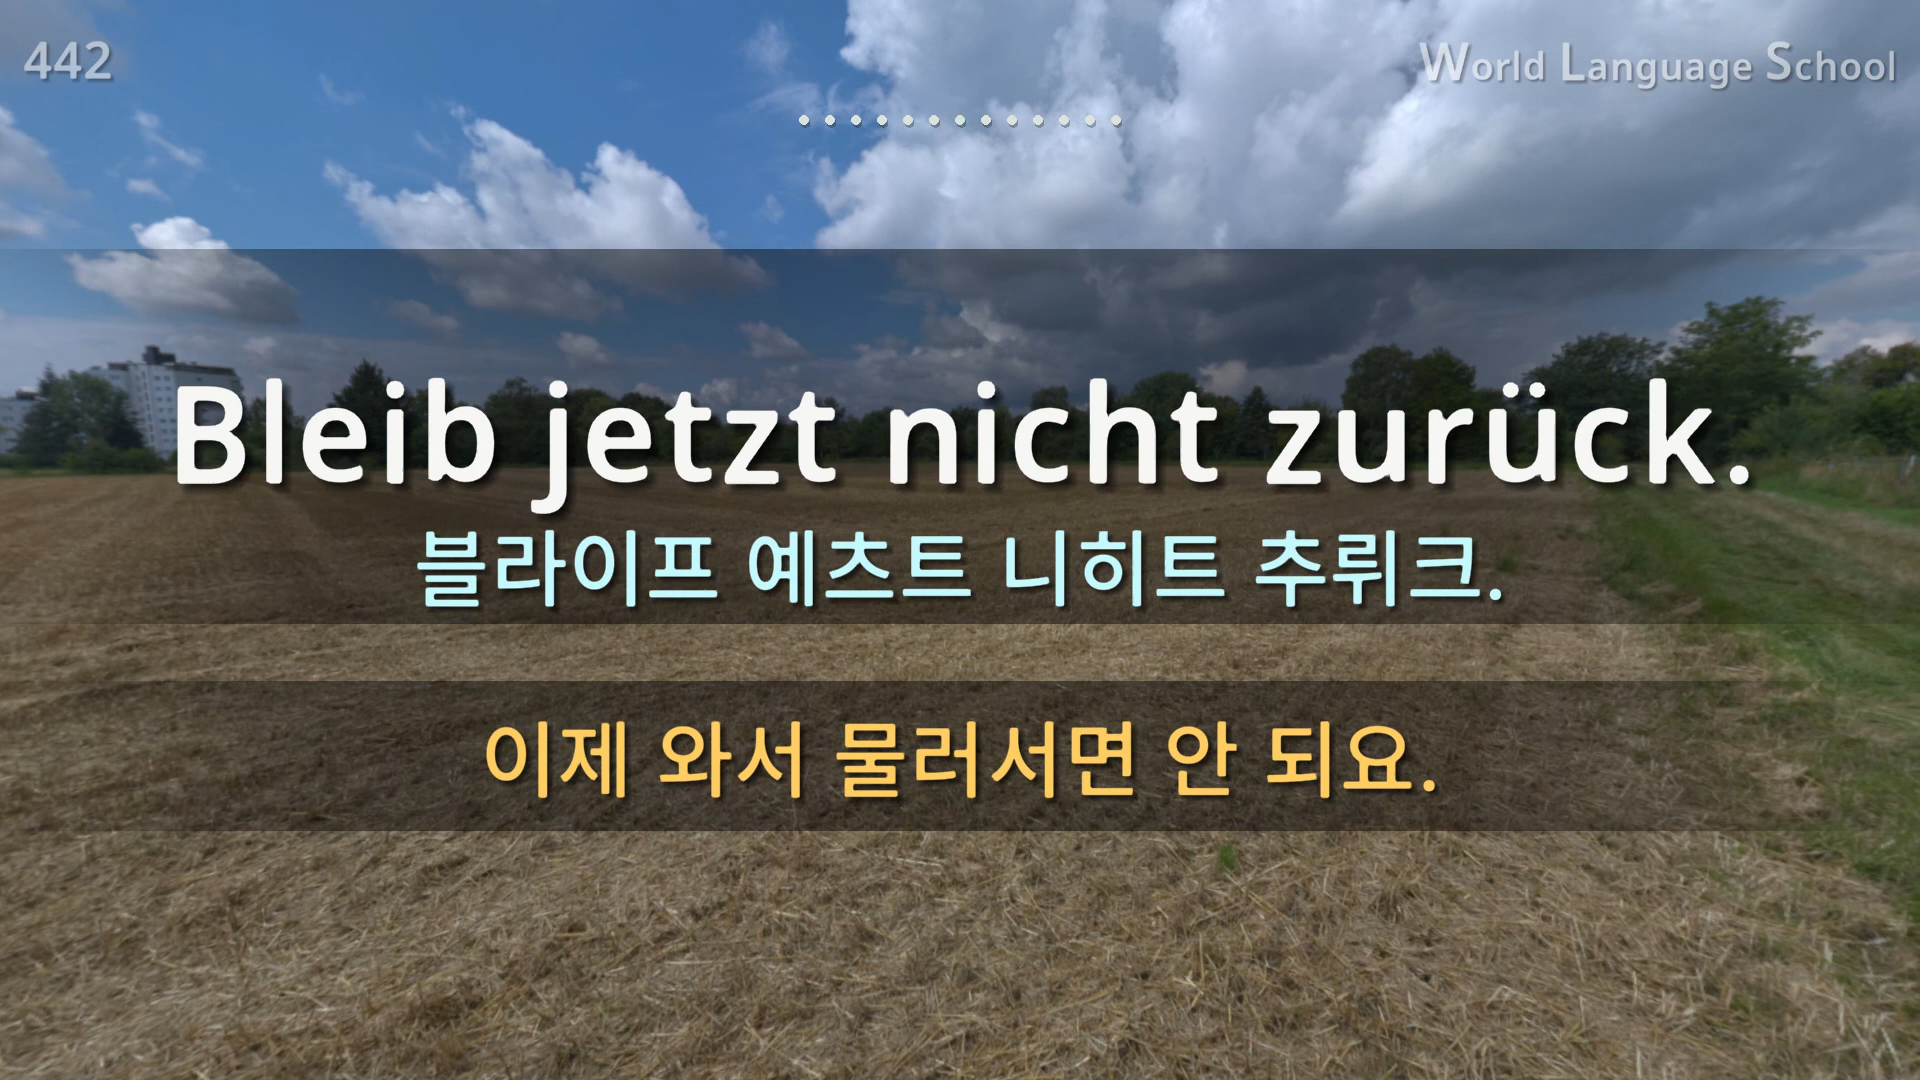 442
World Language School
Bleib jetzt nicht zurück.
블라이프 예츠트 니히트 추뤼크.
이제 와서 물러서면 안 되요.